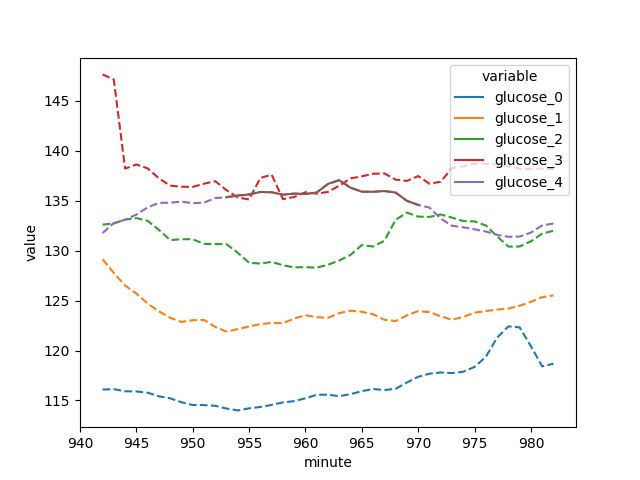 variable
glucose_0
glucose_1
glucose_2
glucose_3
glucose_4
value
145
140
135
130
125
120
115
940 945 950 955 960 965 970 975 980
minute